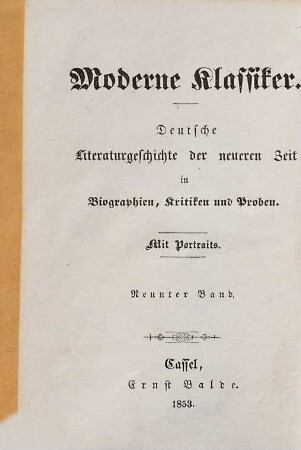 Moderne Klassiker.
Deutsche
Literaturgeschichte der neueren Zeit
in
Biographien, Kritiken und Proben.
Mit Portraits.
Neunter Band.
Cassel,
Ernst Balde.
1853.